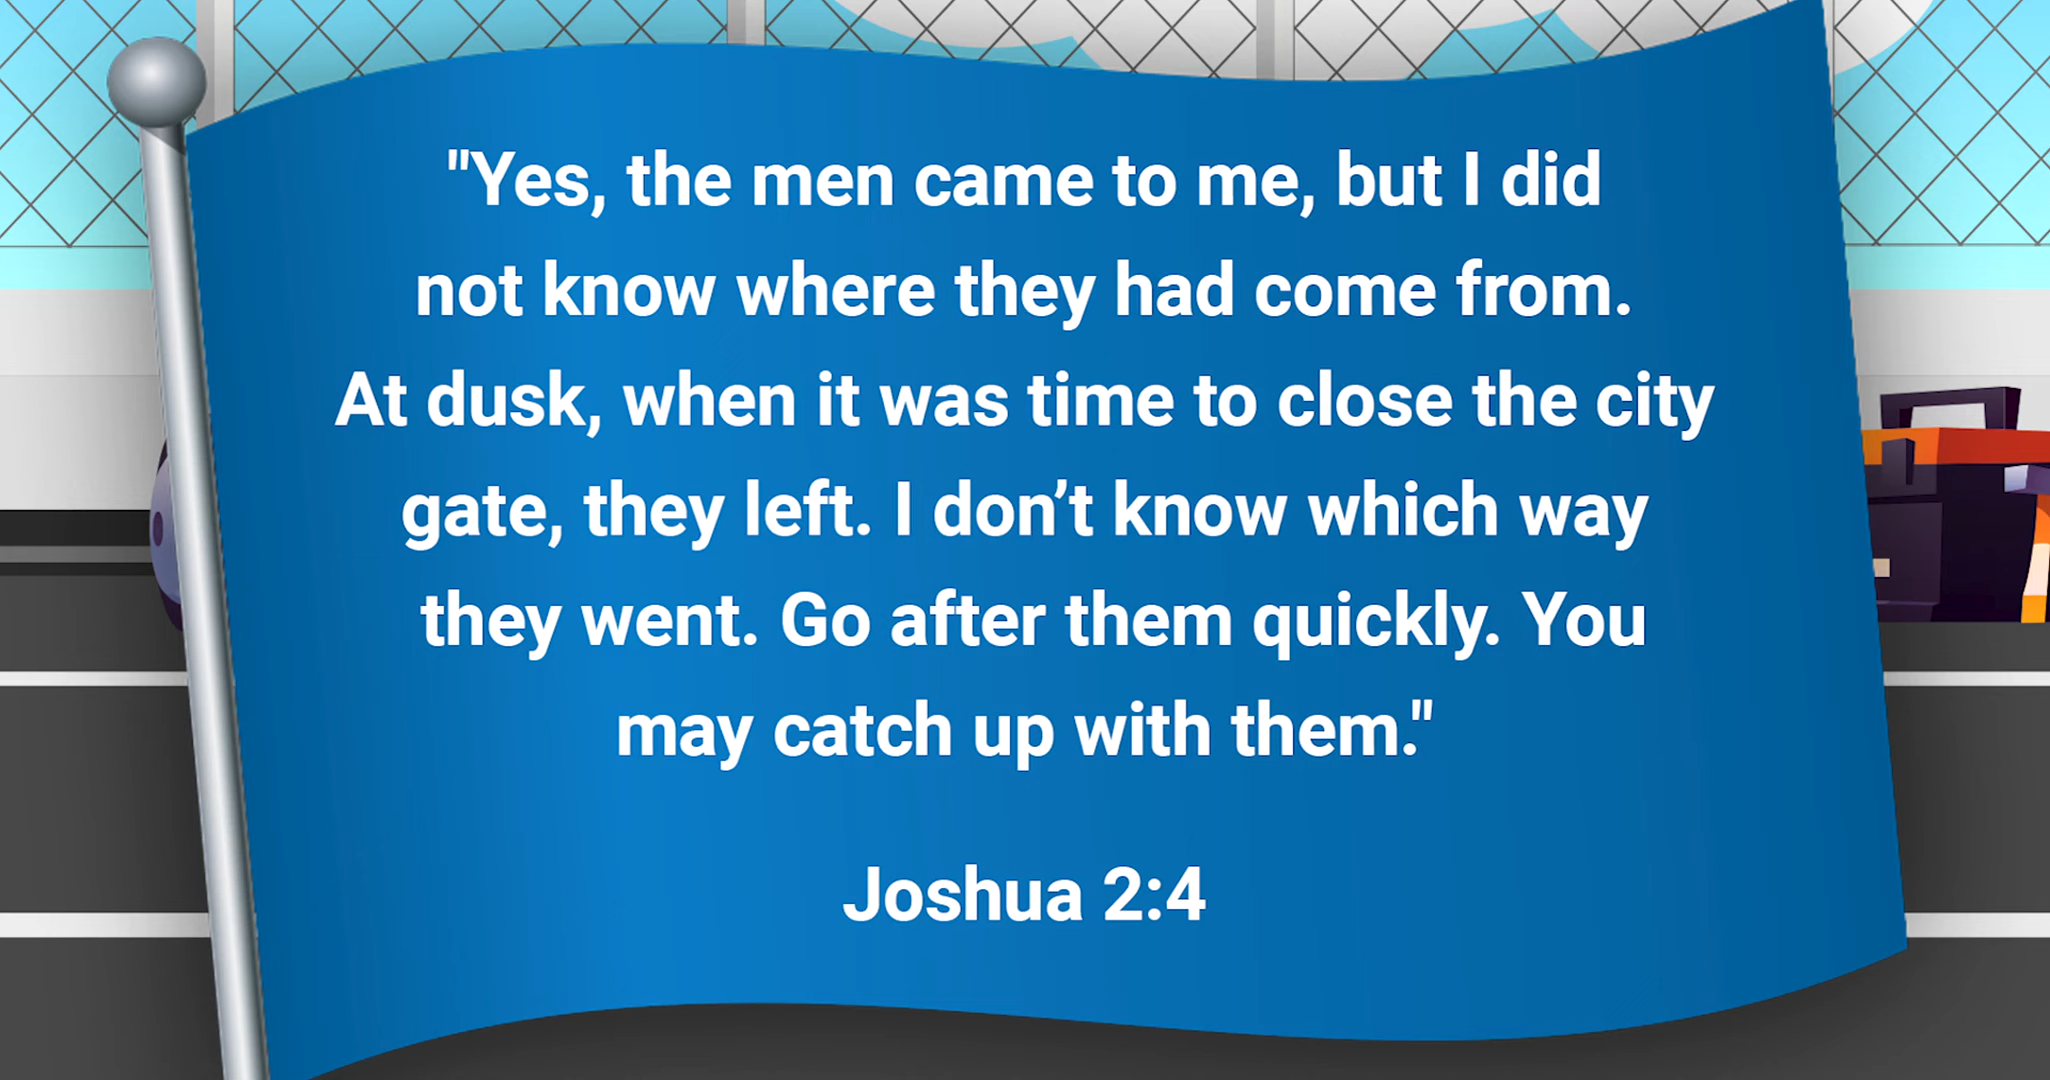 "Yes, the men came to me, but I did
not know where they had come from.
At dusk, when it was time to close the city
gate, they left. I don’t know which way
they went. Go after them quickly. You
may catch up with them."
Joshua 2:4